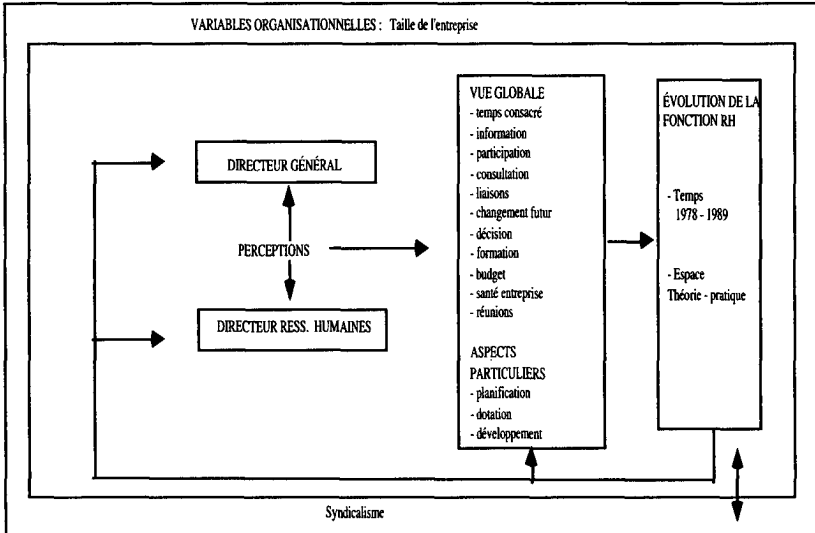 VARIABLES ORGANISATIONNELLES : Taille de l'entreprise
DIRECTEUR GÉNÉRAL
PERCEPTIONS
DIRECTEUR RESS. HUMAINES
VUE GLOBALE
- temps consacré
- information
- participation
- consultation
- liaisons
- changement futur
- décision
- formation
- budget
- santé entreprise
- réunions
ASPECTS
PARTICULIERS
- planification
- dotation
- développement
ÉVOLUTION DE LA
FONCTION RH
- Temps
1978 - 1989
- Espace
Théorie - pratique
Syndicalisme